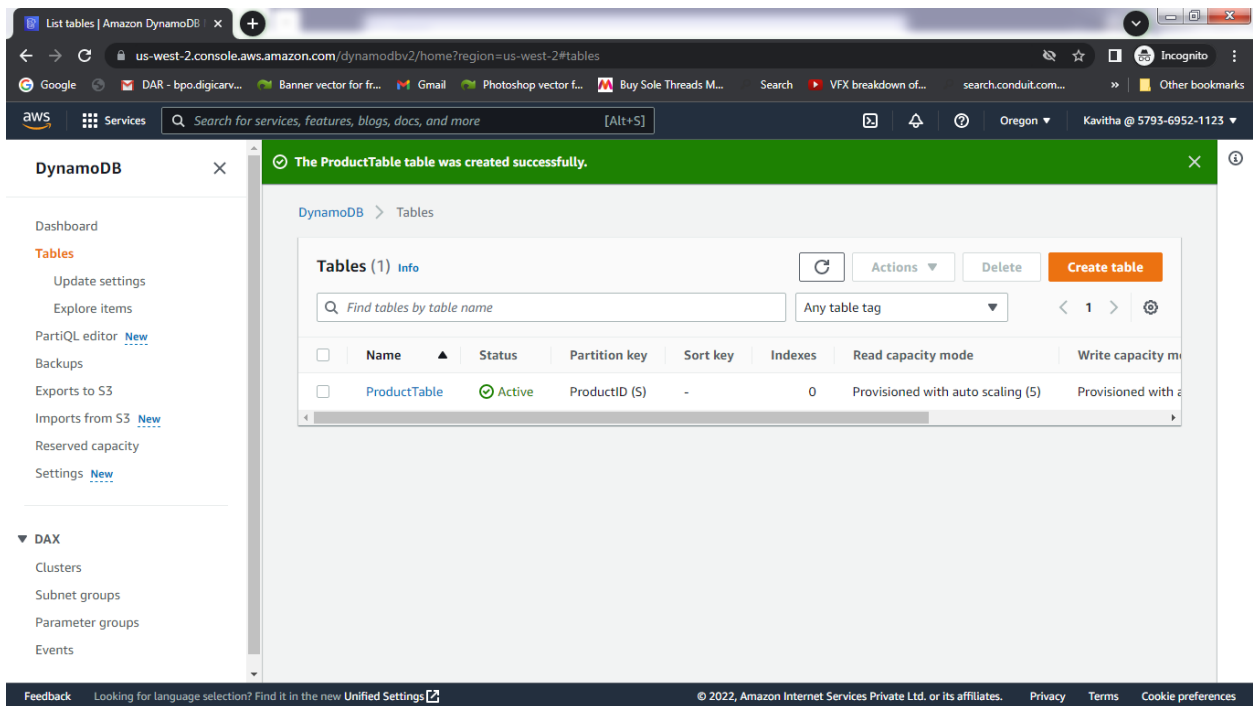 List tables | Amazon DynamoDB
us-west-2.console.aws.amazon.com/dynamodbv2/home?region=us-west-2#tables
Incognito
Google
DAR - bpo.digicarv...
Banner vector for fr...
Gmail
Photoshop vector f...
Buy Sole Threads M...
Search
VFX breakdown of...
search.conduit.com...
»
Other bookmarks
aws
Services
Search for services, features, blogs, docs, and more
[Alt+S]
Oregon
Kavitha @ 5793-6952-1123
DynamoDB
Dashboard
Tables
Update settings
Explore items
PartiQL editor New
Backups
Exports to S3
Imports from S3 New
Reserved capacity
Settings New
DAX
Clusters
Subnet groups
Parameter groups
Events
The ProductTable table was created successfully.
DynamoDB > Tables
Tables (1) Info
Actions
Delete
Create table
Find tables by table name
Any table tag
< 1 >
Name Status Partition key Sort key Indexes Read capacity mode Write capacity m
ProductTable Active ProductID (S) - 0 Provisioned with auto scaling (5) Provisioned with a
Feedback Looking for language selection? Find it in the new Unified Settings
© 2022, Amazon Internet Services Private Ltd. or its affiliates. Privacy Terms Cookie preferences